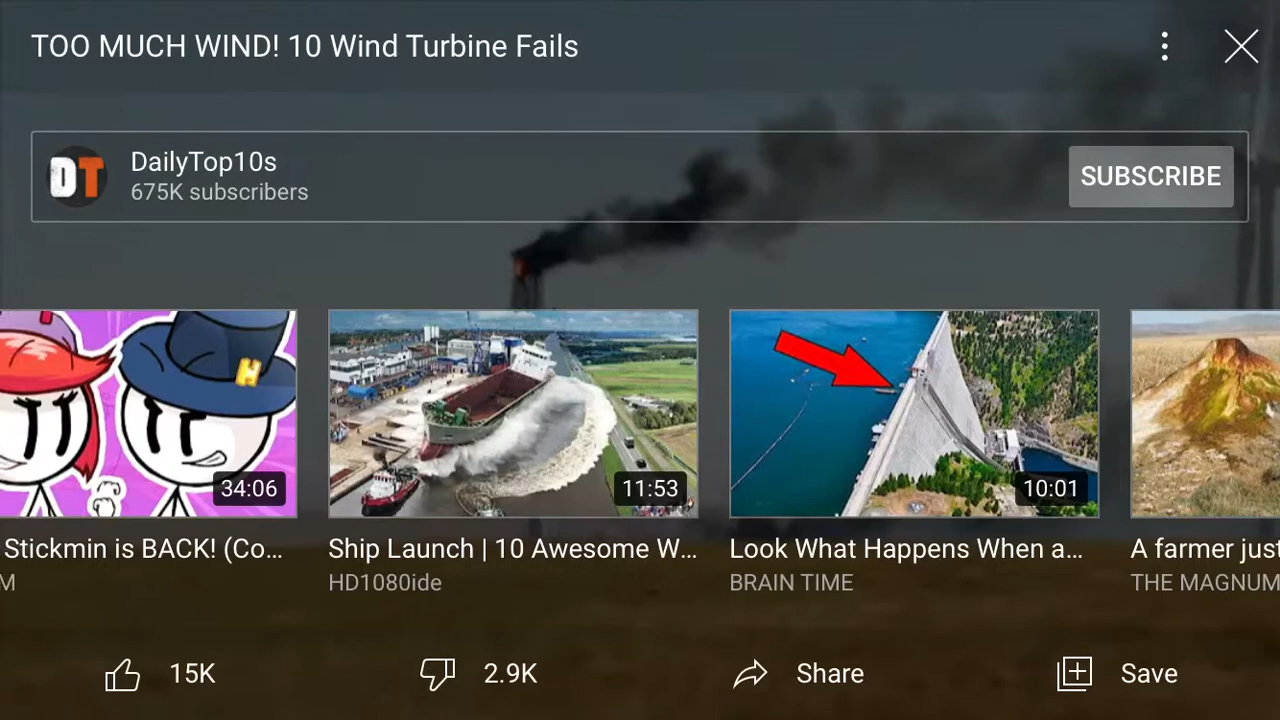 TOO MUCH WIND! 10 Wind Turbine Fails
DT
DailyTop10s
675K subscribers
SUBSCRIBE
34:06
11:53
10:01
Stickmin is BACK! (Co...
Ship Launch | 10 Awesome W...
Look What Happens When a...
A farmer just
M
HD1080ide
BRAIN TIME
THE MAGNUM
15K
2.9K
Share
Save